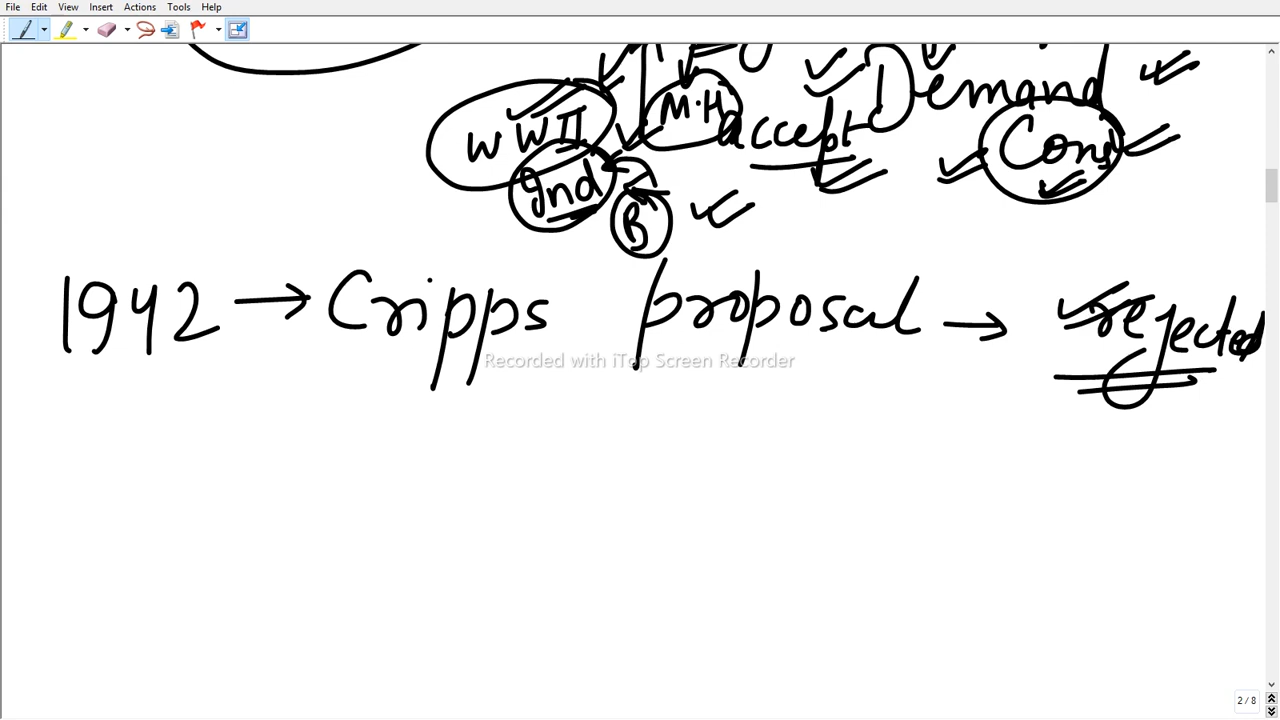 File Edit View Insert Actions Tools Help
Demand
WWII M.H accept Const
Ind
B
1942 → Cripps proposal → rejected
Recorded with iTop Screen Recorder
2/8